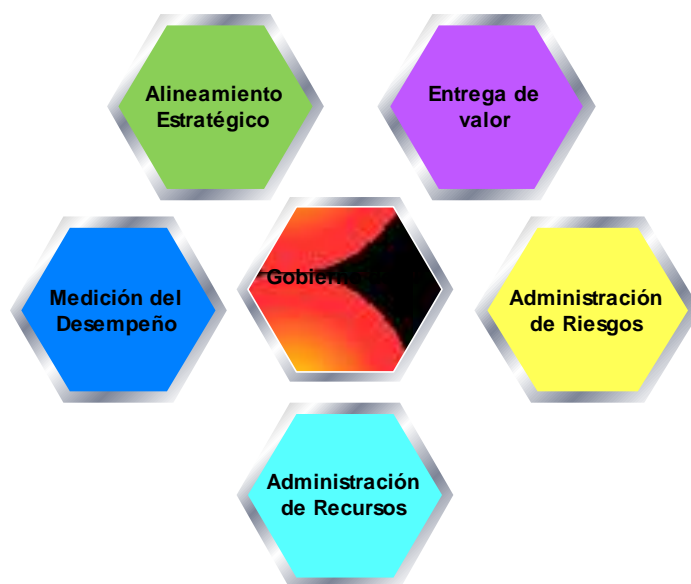 Alineamiento
Estratégico
Entrega de
valor
Medición del
Desempeño
Administración
de Riesgos
Administración
de Recursos